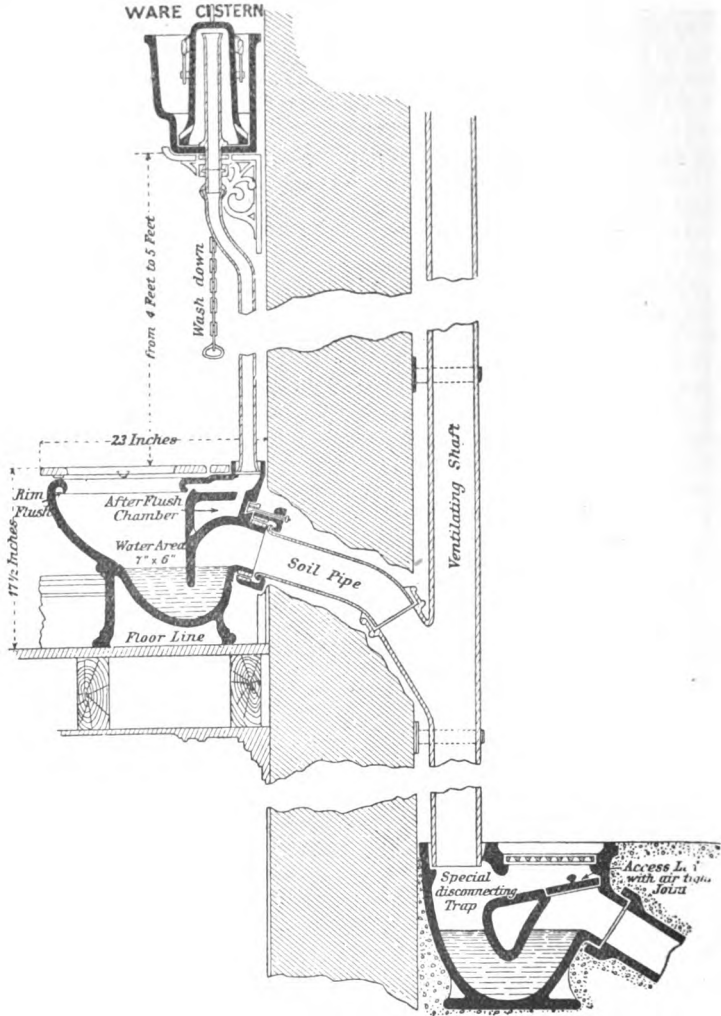 WARE CISTERN
from 4 Feet to 5 Feet
Wash down
23 Inches
Rim
Flush
After Flush
Chamber
17½ Inches
Water Area
7" x 6"
Soil Pipe
Ventilating Shaft
Floor Line
Special
disconnecting
Trap
Access
with air
Joint